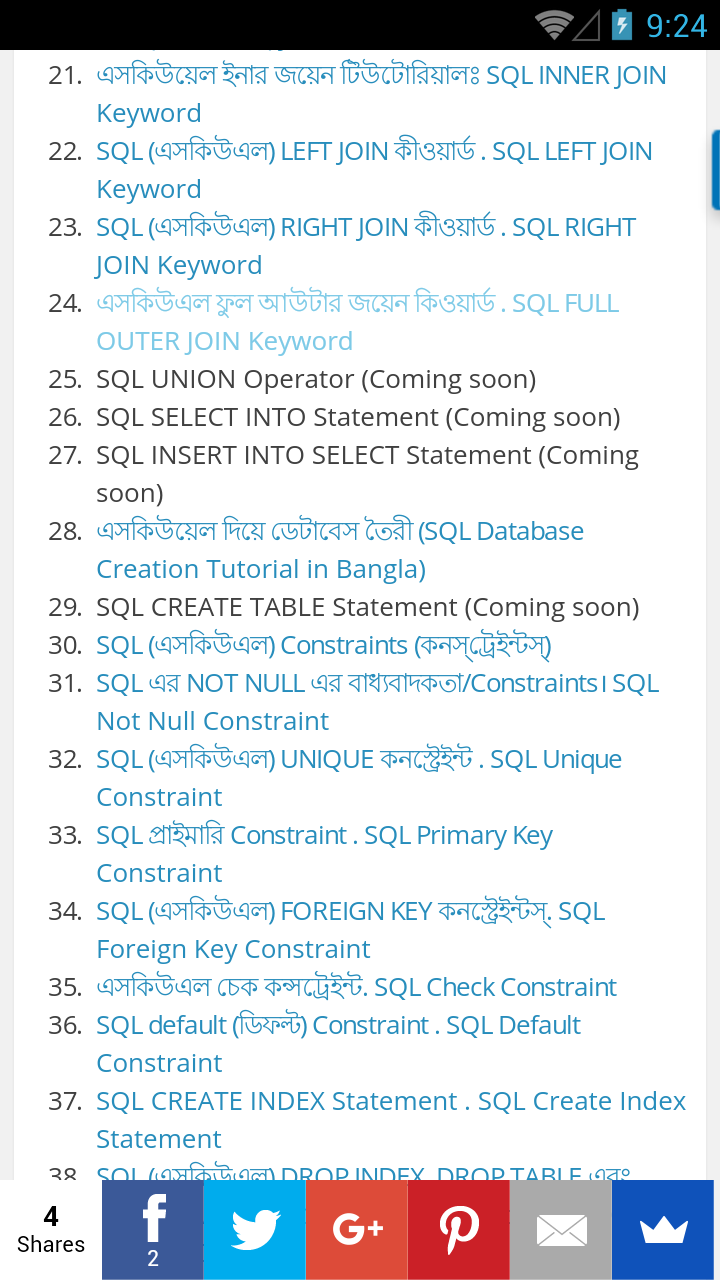 9:24
21. এসকিউয়েল ইনার জয়েন টিউটোরিয়ালঃ SQL INNER JOIN
Keyword
22. SQL (এসকিউএল) LEFT JOIN কীওয়ার্ড . SQL LEFT JOIN
Keyword
23. SQL (এসকিউএল) RIGHT JOIN কীওয়ার্ড . SQL RIGHT
JOIN Keyword
24. এসকিউএল ফুল আউটার জয়েন কিওয়ার্ড . SQL FULL
OUTER JOIN Keyword
25. SQL UNION Operator (Coming soon)
26. SQL SELECT INTO Statement (Coming soon)
27. SQL INSERT INTO SELECT Statement (Coming
soon)
28. এসকিউয়েল দিয়ে ডেটাবেস তৈরী (SQL Database
Creation Tutorial in Bangla)
29. SQL CREATE TABLE Statement (Coming soon)
30. SQL (এসকিউএল) Constraints (কনস্ট্রেইন্টস্)
31. SQL এর NOT NULL এর বাধ্যবাদকতা/Constraints। SQL
Not Null Constraint
32. SQL (এসকিউএল) UNIQUE কনস্ট্রেইন্ট . SQL Unique
Constraint
33. SQL প্রাইমারি Constraint . SQL Primary Key
Constraint
34. SQL (এসকিউএল) FOREIGN KEY কনস্ট্রেইন্টস্. SQL
Foreign Key Constraint
35. এসকিউএল চেক কন্সট্রেইন্ট. SQL Check Constraint
36. SQL default (ডিফল্ট) Constraint . SQL Default
Constraint
37. SQL CREATE INDEX Statement . SQL Create Index
Statement
38. SQL (এসকিউএল) DROP INDEX, DROP TABLE এবং
4
Shares
2
G+